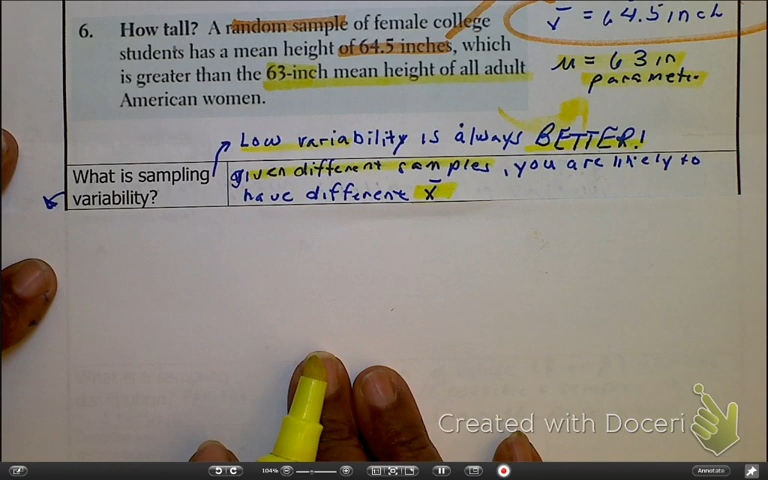 6. How tall? A random sample of female college
students has a mean height of 64.5 inches, which
is greater than the 63-inch mean height of all adult
American women.
x̄ = 64.5 inch
μ = 63 in
parameter
Low variability is always BETTER!
What is sampling
variability?
given different samples, you are likely to
have different x̄
Created with Doceri
104%
Annotate